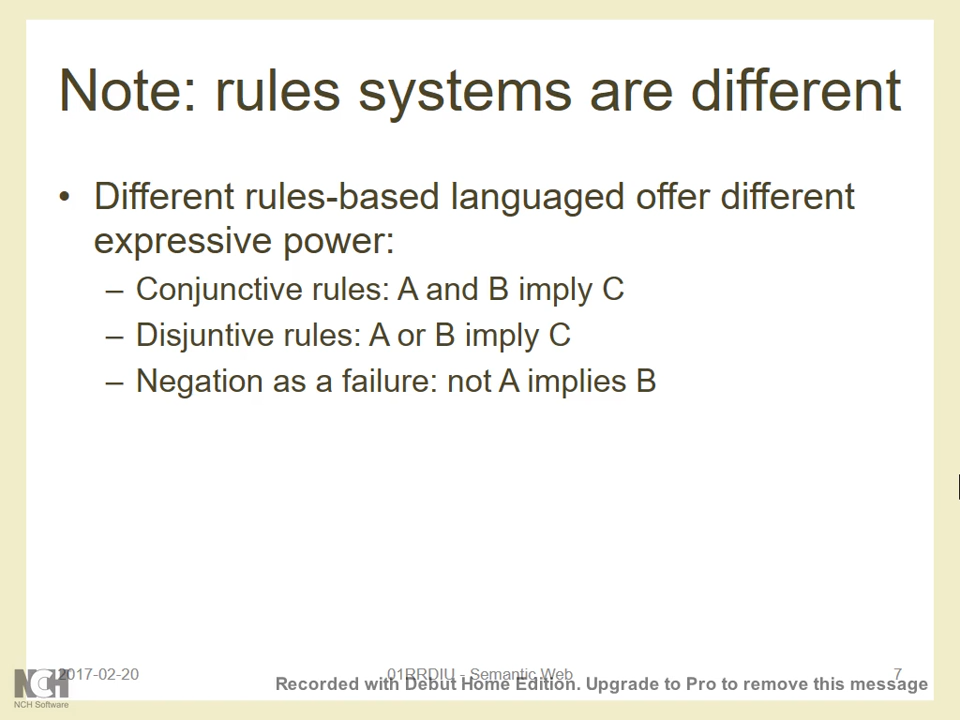 Note: rules systems are different
• Different rules-based languaged offer different
expressive power:
– Conjunctive rules: A and B imply C
– Disjuntive rules: A or B imply C
– Negation as a failure: not A implies B
2017-02-20
01RRDIU - Semantic Web
7
Recorded with Debut Home Edition. Upgrade to Pro to remove this message
NCH
NCH Software